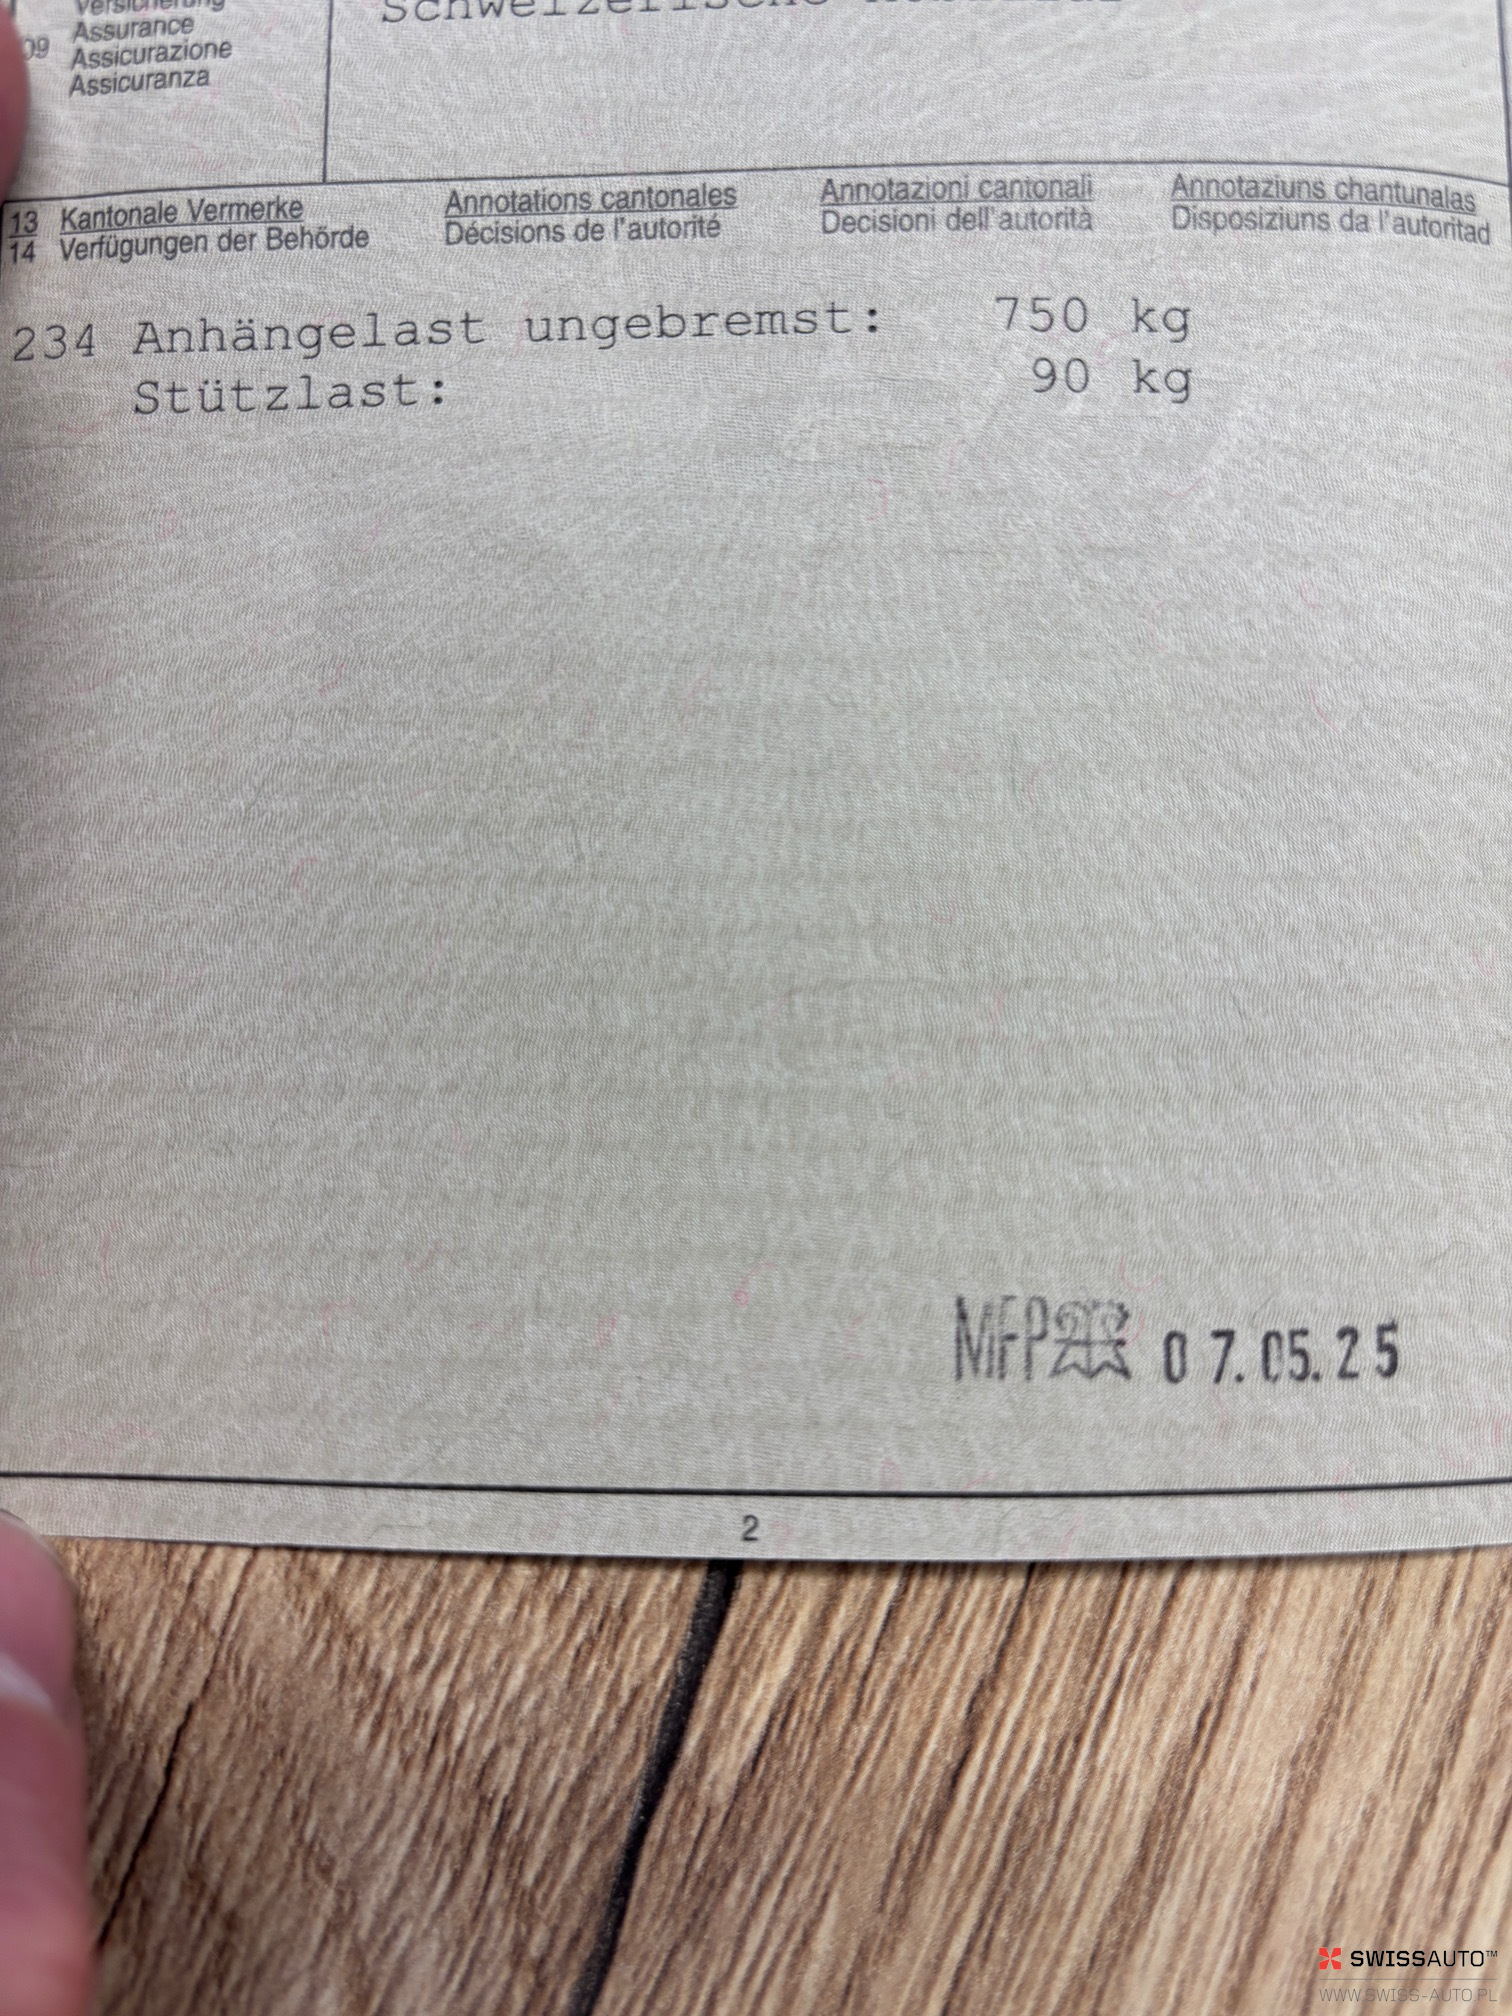 Versicherung
09 Assurance
Assicurazione
Assicuranza
Schweizerische
13 Kantonale Vermerke Annotations cantonales Annotazioni cantonali Annotaziuns chantunalas
14 Verfügungen der Behörde Décisions de l'autorité Decisioni dell'autorità Disposiziuns da l'autoritad
234 Anhängelast ungebremst: 750 kg
Stützlast: 90 kg
MFP 07.05.25
2
SWISSAUTO™
WWW.SWISS-AUTO.PL